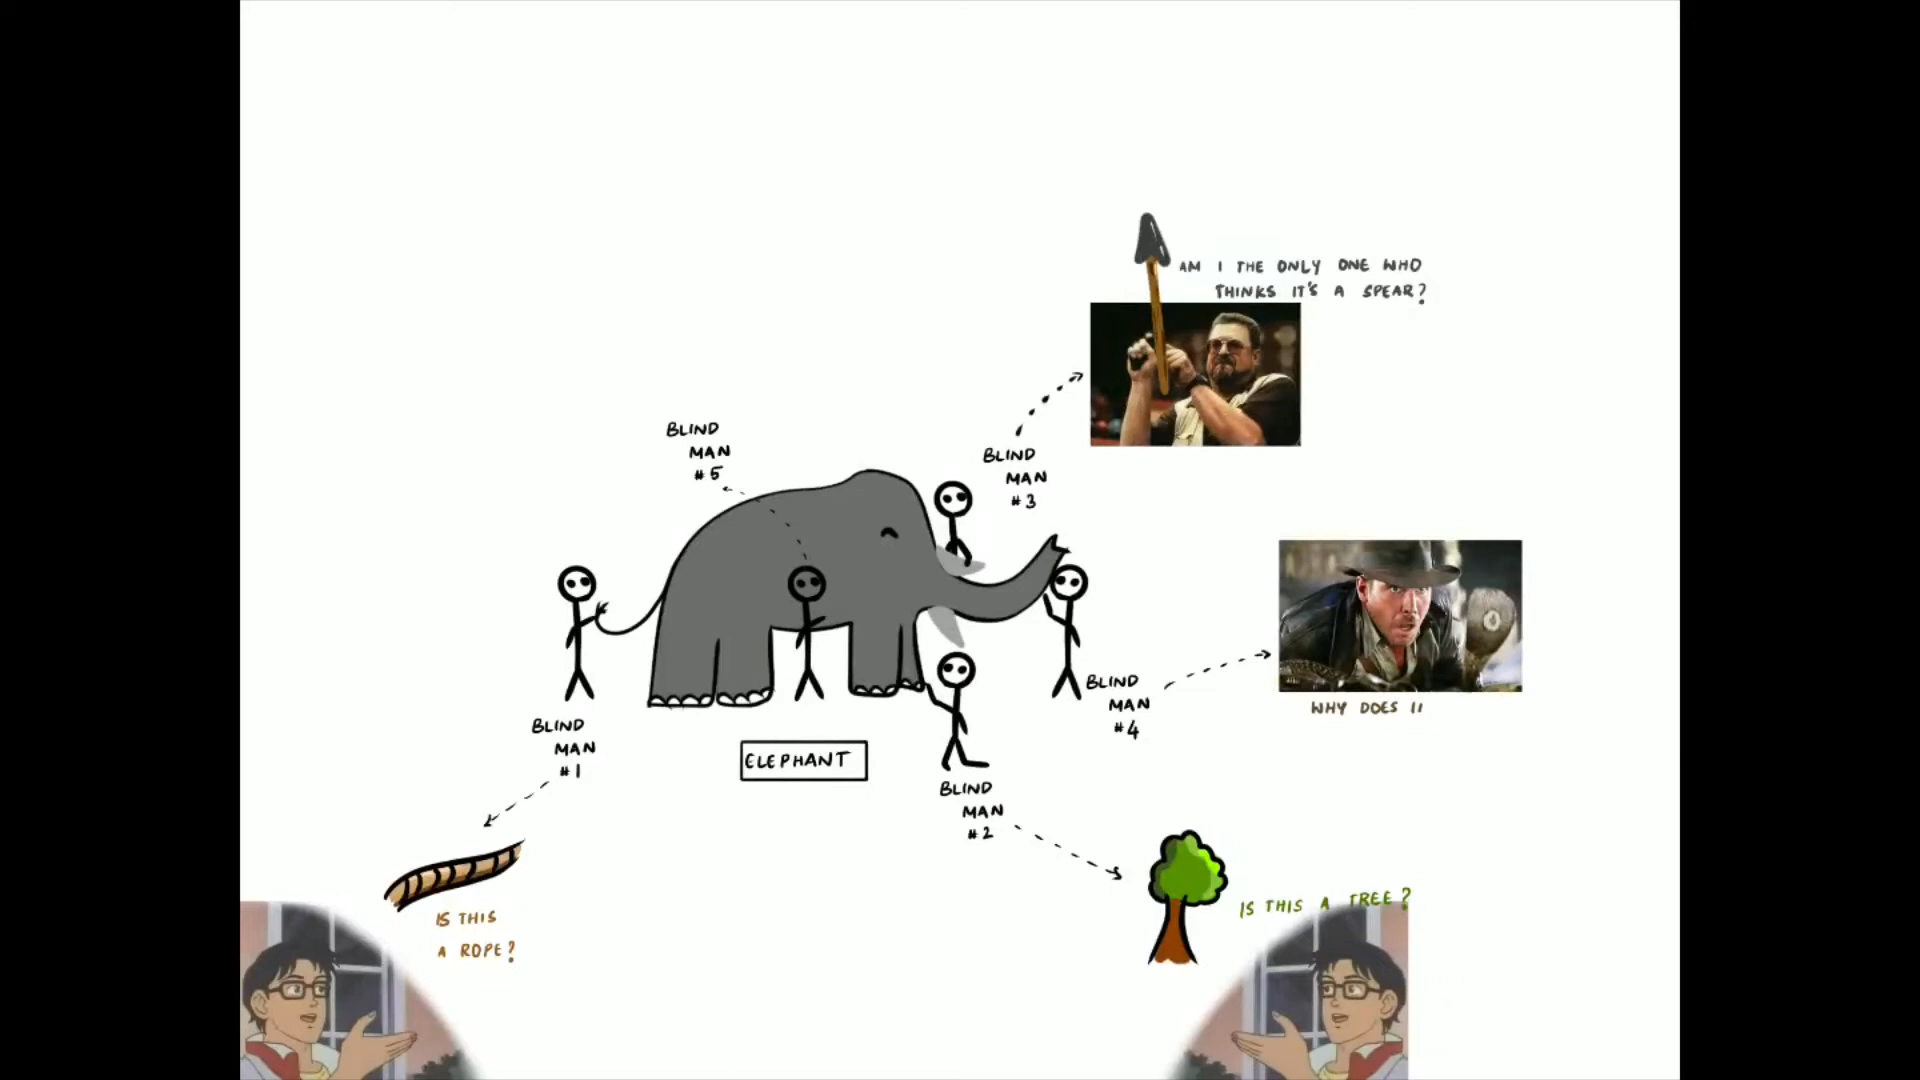 AM I THE ONLY ONE WHO
THINKS IT'S A SPEAR?
BLIND
MAN
#5
BLIND
MAN
#3
BLIND
MAN
#4
WHY DOES
BLIND
MAN
#1
ELEPHANT
BLIND
MAN
#2
IS THIS
A ROPE?
IS THIS A TREE?